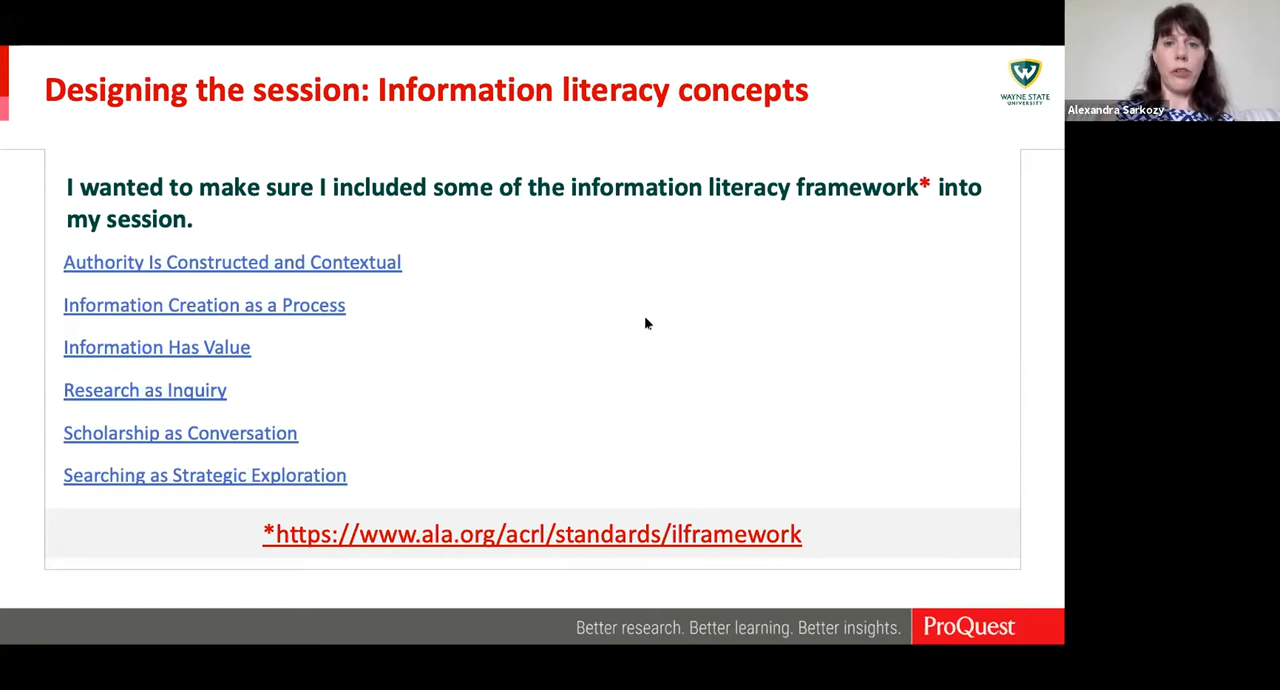 Designing the session: Information literacy concepts
WAYNE STATE
UNIVERSITY
Alexandra Sarkozy
I wanted to make sure I included some of the information literacy framework* into
my session.
Authority Is Constructed and Contextual
Information Creation as a Process
Information Has Value
Research as Inquiry
Scholarship as Conversation
Searching as Strategic Exploration
*https://www.ala.org/acrl/standards/ilframework
Better research. Better learning. Better insights.
ProQuest